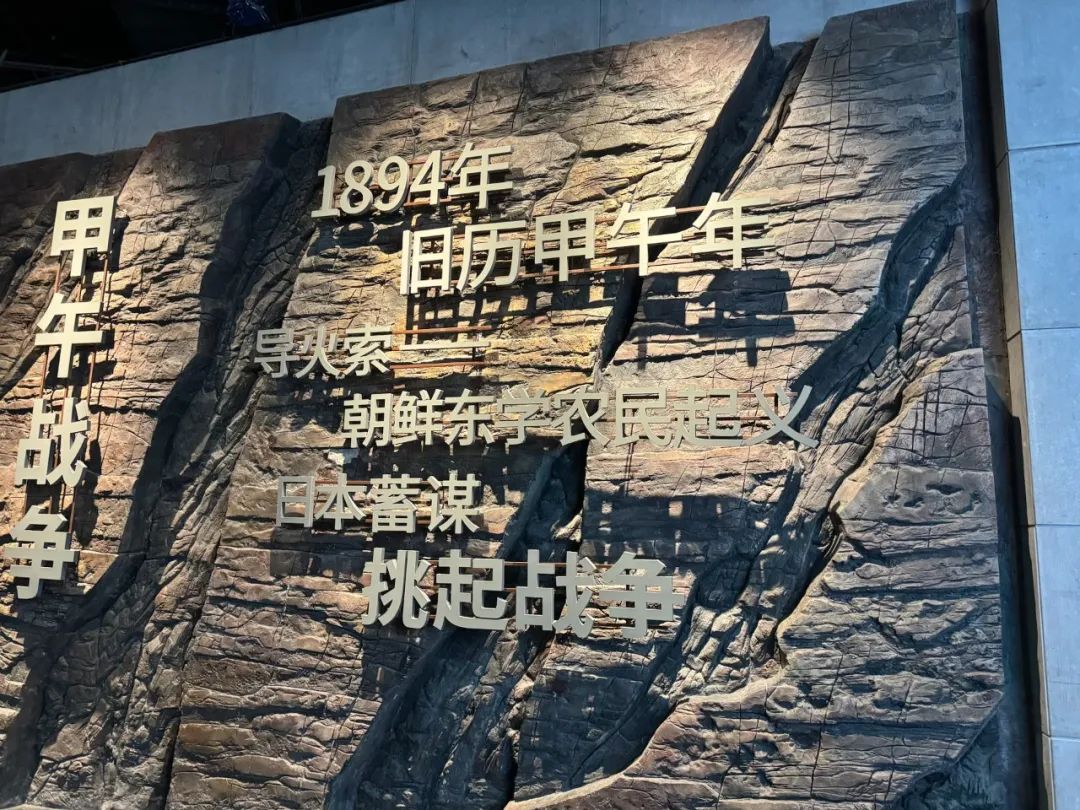 甲午战争
1894年
旧历甲午年
导火索——
朝鲜东学农民起义
日本蓄谋
挑起战争